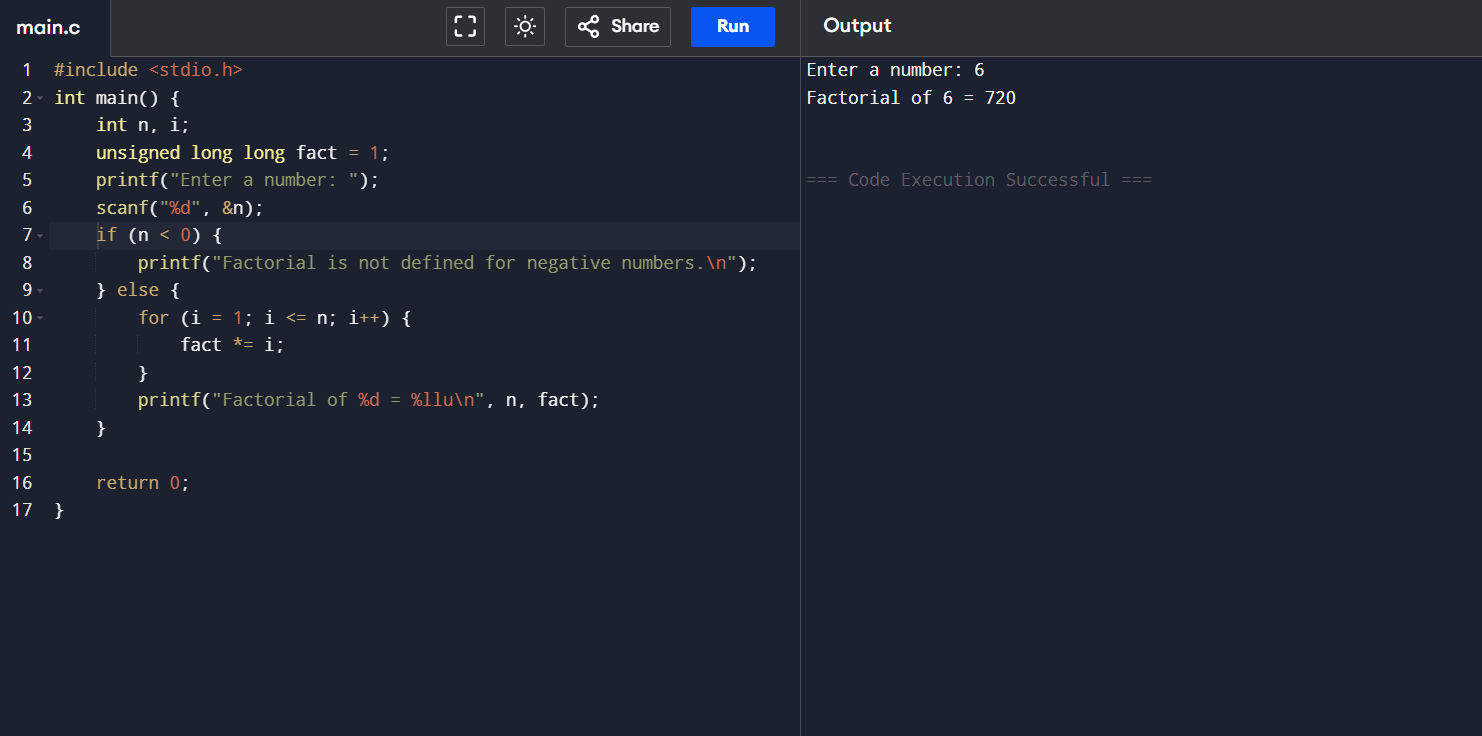 main.c
Share
Run
Output
1 #include <stdio.h>
2 int main() {
3     int n, i;
4     unsigned long long fact = 1;
5     printf("Enter a number: ");
6     scanf("%d", &n);
7     if (n < 0) {
8         printf("Factorial is not defined for negative numbers.\n");
9     } else {
10         for (i = 1; i <= n; i++) {
11             fact *= i;
12         }
13         printf("Factorial of %d = %llu\n", n, fact);
14     }
15
16     return 0;
17 }
Enter a number: 6
Factorial of 6 = 720
=== Code Execution Successful ===